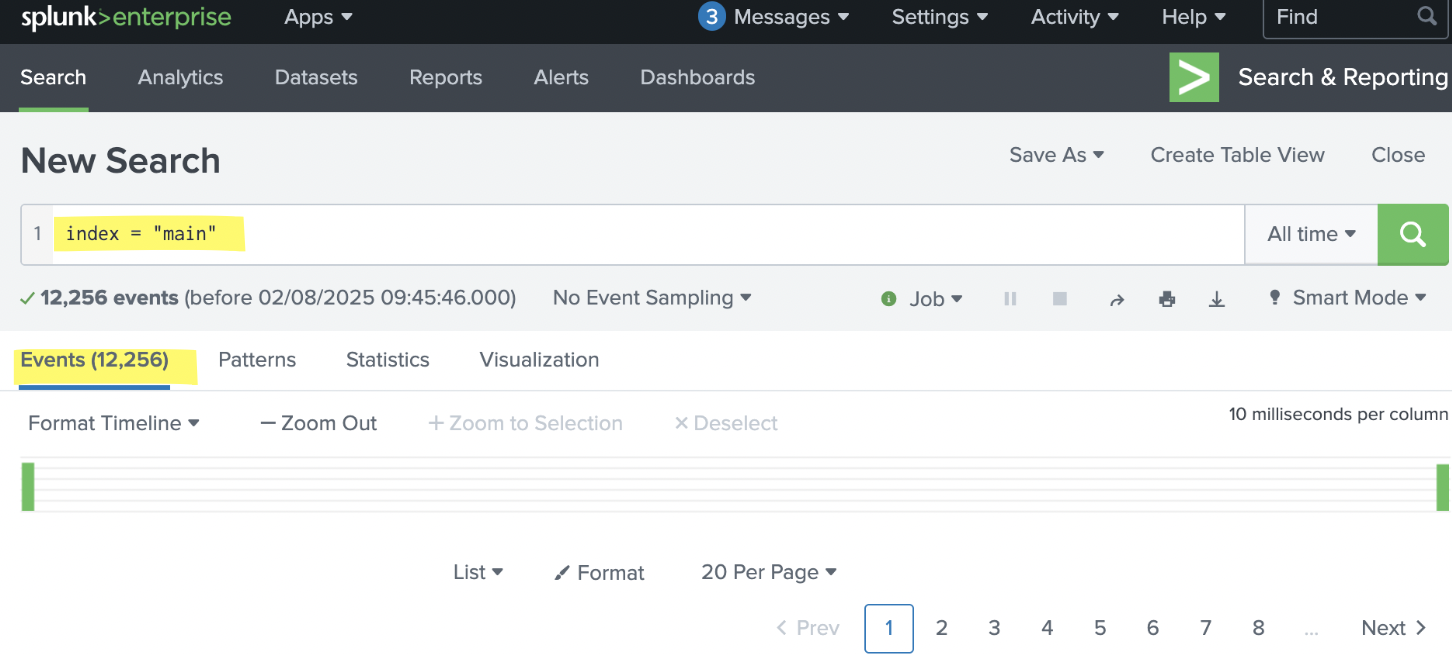 splunk>enterprise Apps 3 Messages Settings Activity Help Find
Search Analytics Datasets Reports Alerts Dashboards > Search & Reporting
New Search Save As Create Table View Close
1 index = "main" All time
12,256 events (before 02/08/2025 09:45:46.000) No Event Sampling i Job Smart Mode
Events (12,256) Patterns Statistics Visualization
Format Timeline — Zoom Out + Zoom to Selection × Deselect 10 milliseconds per column
List Format 20 Per Page
< Prev 1 2 3 4 5 6 7 8 ... Next >